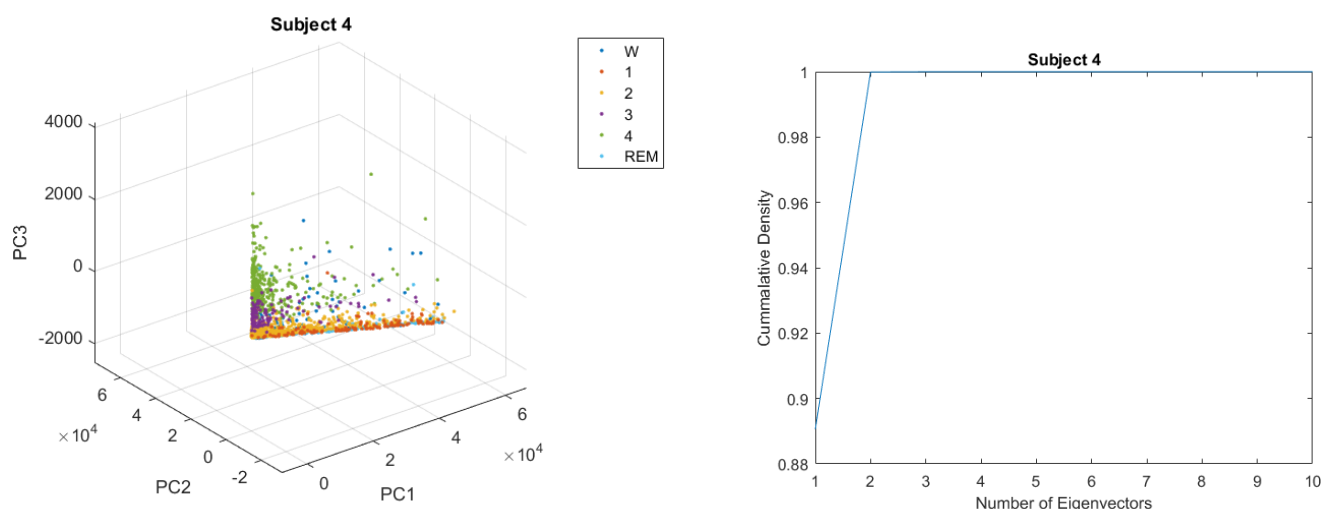 Subject 4
W
1
2
3
4
REM
4000
2000
0
-2000
PC3
6
4
2
0
-2
× 10^4
PC2
0
2
4
6
× 10^4
PC1
Subject 4
1
0.98
0.96
0.94
0.92
0.9
0.88
Cummalative Density
1 2 3 4 5 6 7 8 9 10
Number of Eigenvectors